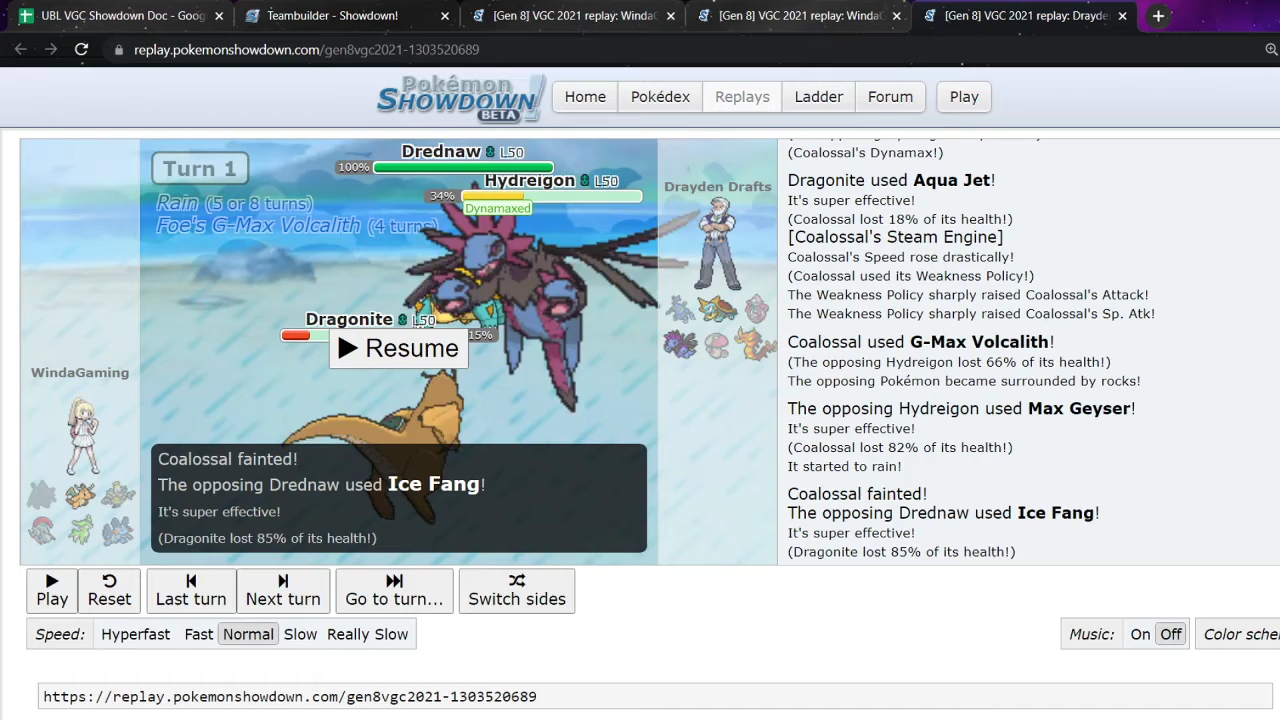 UBL VGC Showdown Doc - Goog
Teambuilder - Showdown!
[Gen 8] VGC 2021 replay: WindaG
[Gen 8] VGC 2021 replay: WindaG
[Gen 8] VGC 2021 replay: Drayde
replay.pokemonshowdown.com/gen8vgc2021-1303520689
Pokémon
SHOWDOWN!
BETA
Home
Pokédex
Replays
Ladder
Forum
Play
Turn 1
Rain (5 or 8 turns)
Foe's G-Max Volcalith (4 turns)
Drednaw L50
100%
Hydreigon L50
34%
Dynamaxed
Dragonite L50
15%
Resume
WindaGaming
Drayden Drafts
Coalossal fainted!
The opposing Drednaw used Ice Fang!
It's super effective!
(Dragonite lost 85% of its health!)
(Coalossal's Dynamax!)
Dragonite used Aqua Jet!
It's super effective!
(Coalossal lost 18% of its health!)
[Coalossal's Steam Engine]
Coalossal's Speed rose drastically!
(Coalossal used its Weakness Policy!)
The Weakness Policy sharply raised Coalossal's Attack!
The Weakness Policy sharply raised Coalossal's Sp. Atk!
Coalossal used G-Max Volcalith!
(The opposing Hydreigon lost 66% of its health!)
The opposing Pokémon became surrounded by rocks!
The opposing Hydreigon used Max Geyser!
It's super effective!
(Coalossal lost 82% of its health!)
It started to rain!
Coalossal fainted!
The opposing Drednaw used Ice Fang!
It's super effective!
(Dragonite lost 85% of its health!)
Play
Reset
Last turn
Next turn
Go to turn...
Switch sides
Speed: Hyperfast Fast Normal Slow Really Slow
Music: On Off
Color sche
https://replay.pokemonshowdown.com/gen8vgc2021-1303520689